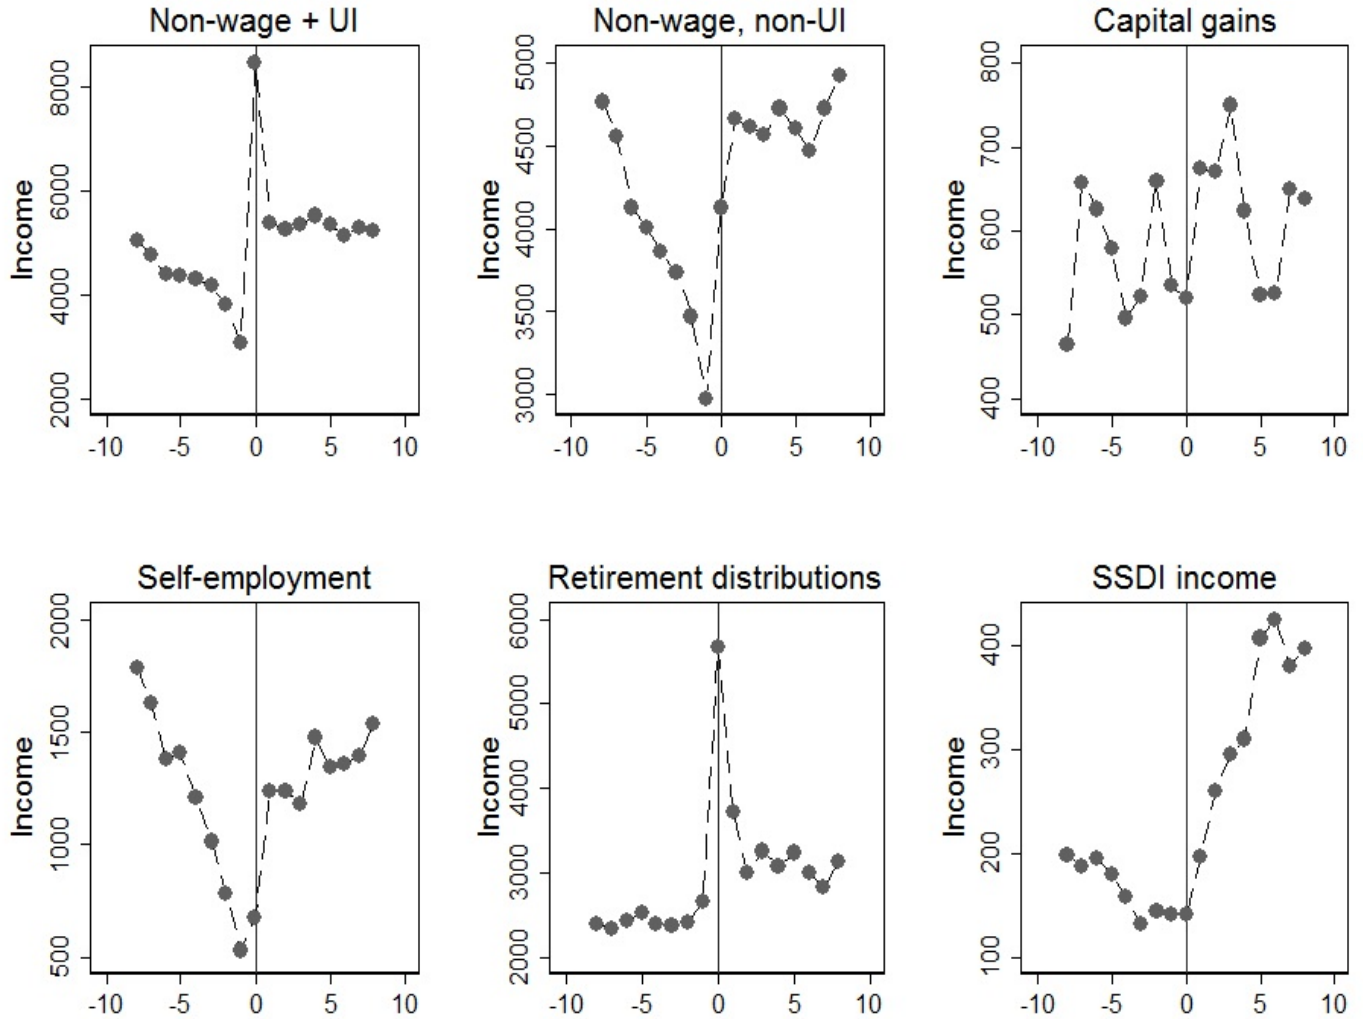 Non-wage + UI
Income
8000
6000
4000
2000
-10 -5 0 5 10
Non-wage, non-UI
Income
5000
4500
4000
3500
3000
-10 -5 0 5 10
Capital gains
Income
800
700
600
500
400
-10 -5 0 5 10
Self-employment
Income
2000
1500
1000
500
-10 -5 0 5 10
Retirement distributions
Income
6000
5000
4000
3000
2000
-10 -5 0 5 10
SSDI income
Income
400
300
200
100
-10 -5 0 5 10